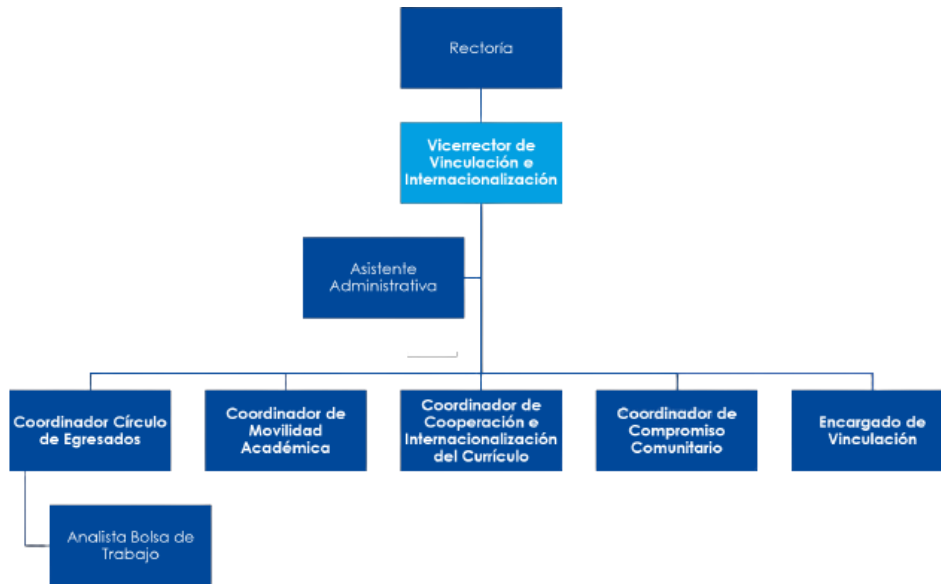 Rectoría
Vicerrector de
Vinculación e
Internacionalización
Asistente
Administrativa
Coordinador Círculo
de Egresados
Coordinador de
Movilidad
Académica
Coordinador de
Cooperación e
Internacionalización
del Currículo
Coordinador de
Compromiso
Comunitario
Encargado de
Vinculación
Analista Bolsa de
Trabajo